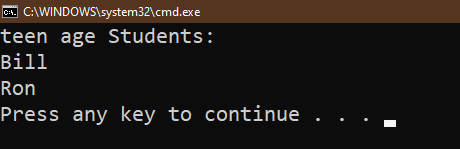 C:\WINDOWS\system32\cmd.exe
teen age Students:
Bill
Ron
Press any key to continue . . .